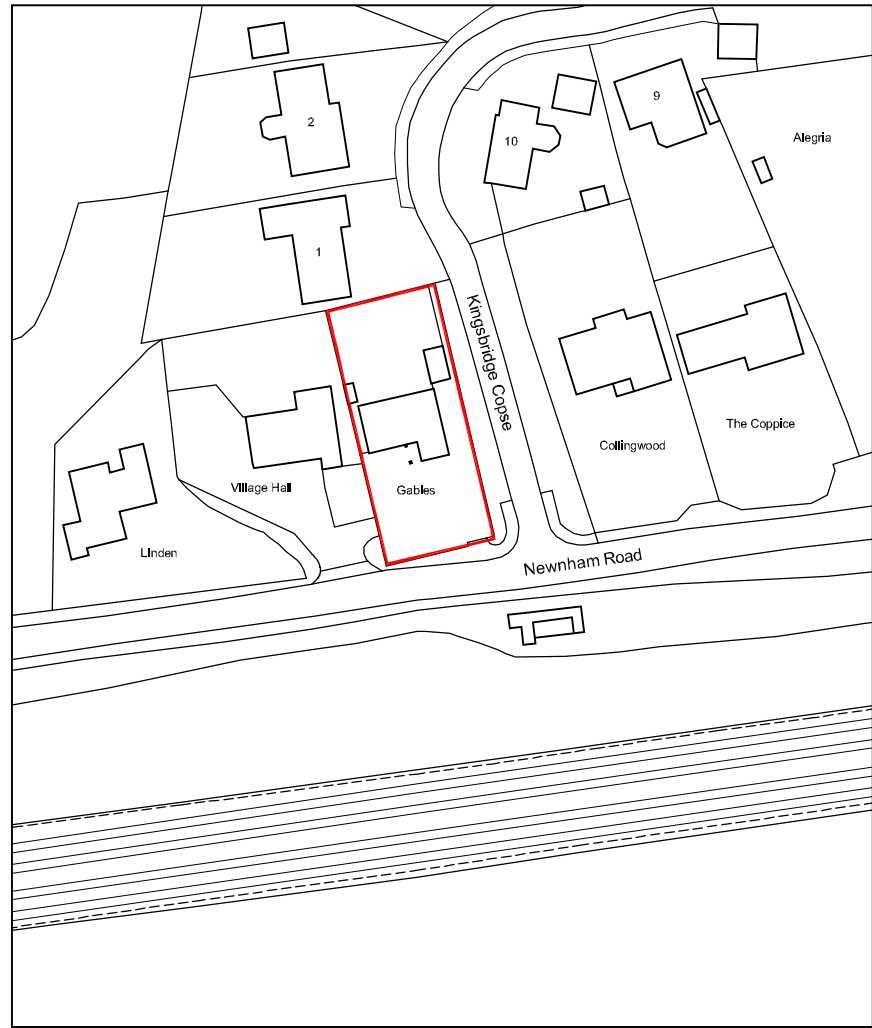 2
9
10
Alegria
1
Kingsbridge Copse
Collingwood
The Coppice
Village Hall
Gables
Linden
Newnham Road